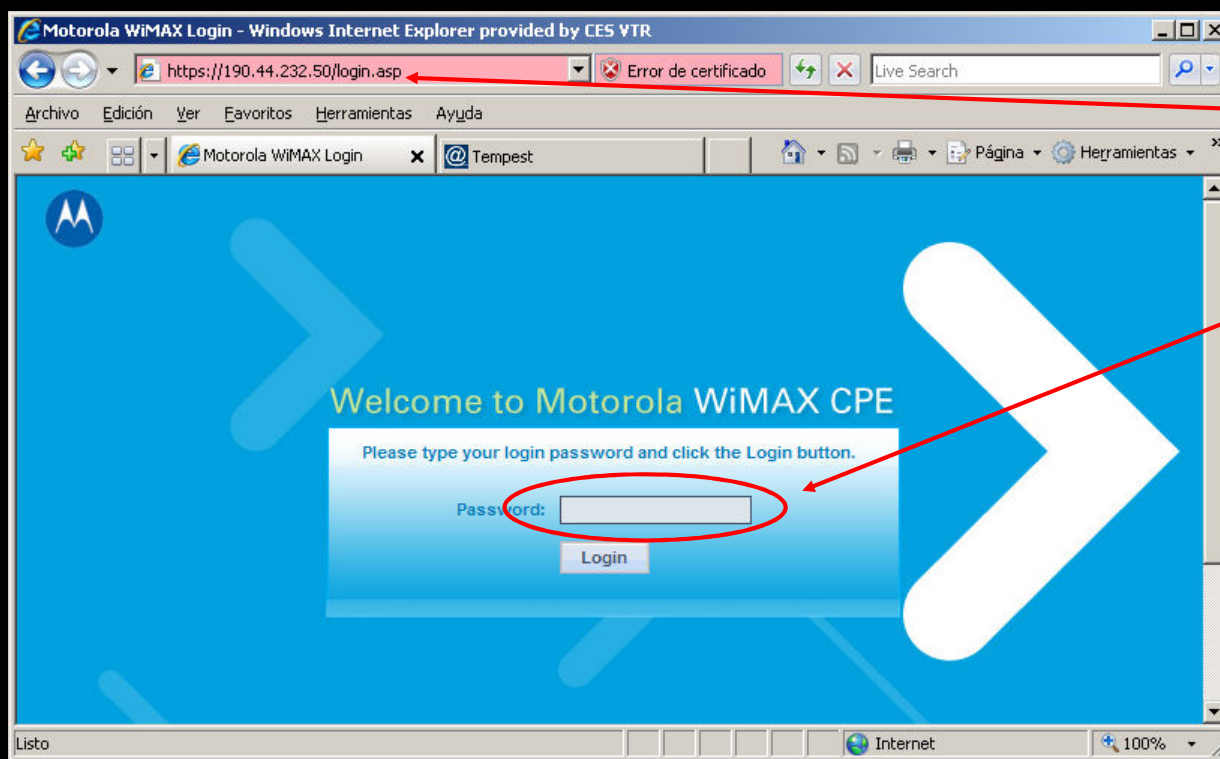 Motorola WiMAX Login - Windows Internet Explorer provided by CES VTR
https://190.44.232.50/login.asp Error de certificado Live Search
Archivo Edición Ver Favoritos Herramientas Ayuda
Motorola WiMAX Login Tempest Página Herramientas
Welcome to Motorola WiMAX CPE
Please type your login password and click the Login button.
Password:
Login
Listo Internet 100%